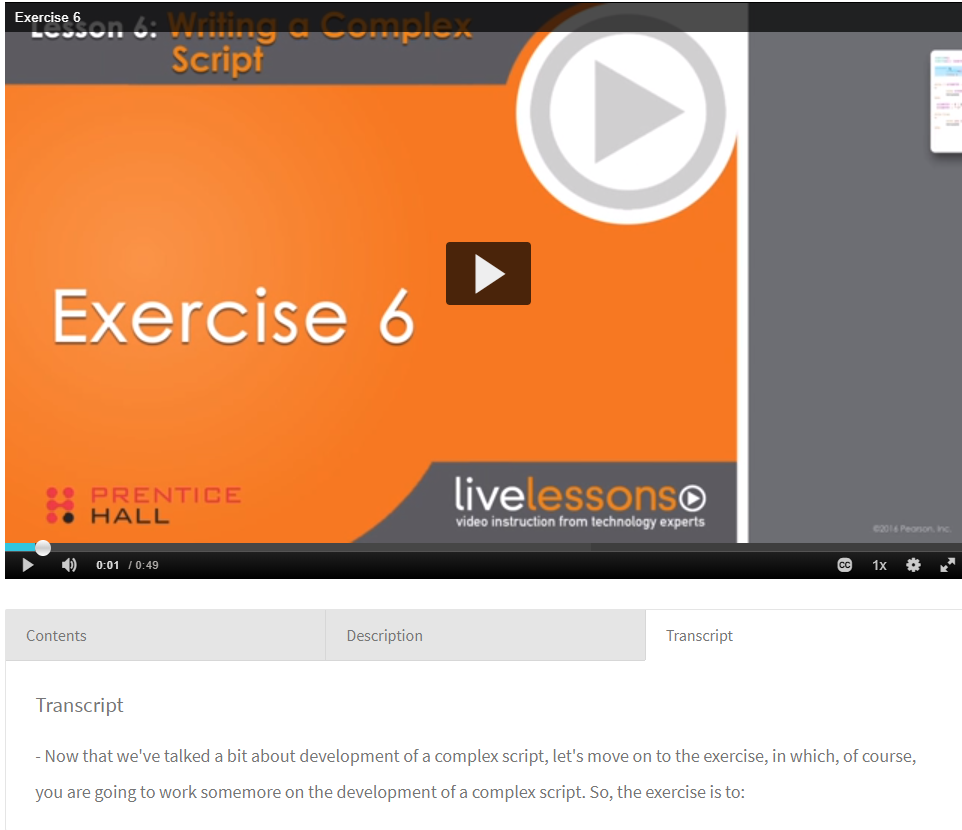 Exercise 6
Lesson 6: Writing a Complex
Script
Exercise 6
PRENTICE
HALL
livelessons
video instruction from technology experts
©2016 Pearson, Inc.
0:01 / 0:49
CC
1x
Contents
Description
Transcript
Transcript
- Now that we've talked a bit about development of a complex script, let's move on to the exercise, in which, of course,
you are going to work somemore on the development of a complex script. So, the exercise is to: